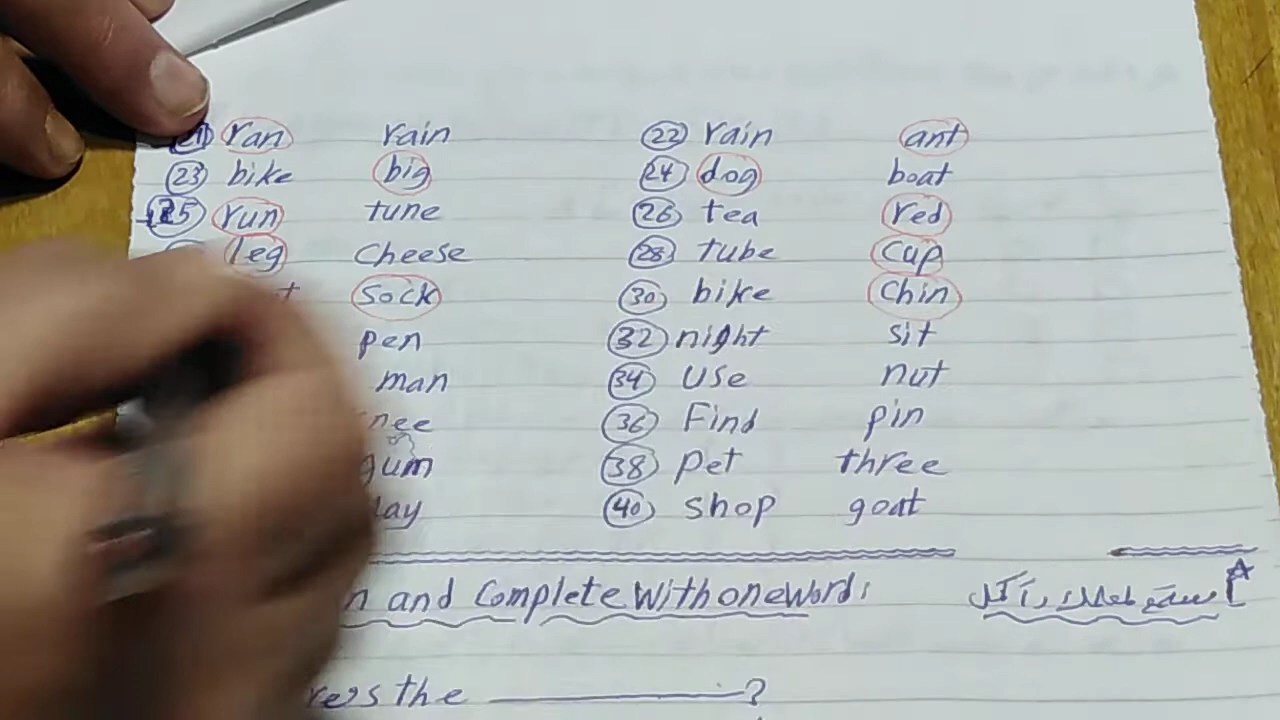 21 ran rain 22 rain ant
23 bike big 24 dog boat
25 run tune 26 tea red
leg Cheese 28 tube Cup
Sock 30 bike Chin
pen 32 night sit
man 34 use nut
36 Find pin
gum 38 pet three
40 shop goat
and Complete With one Word:
the ?